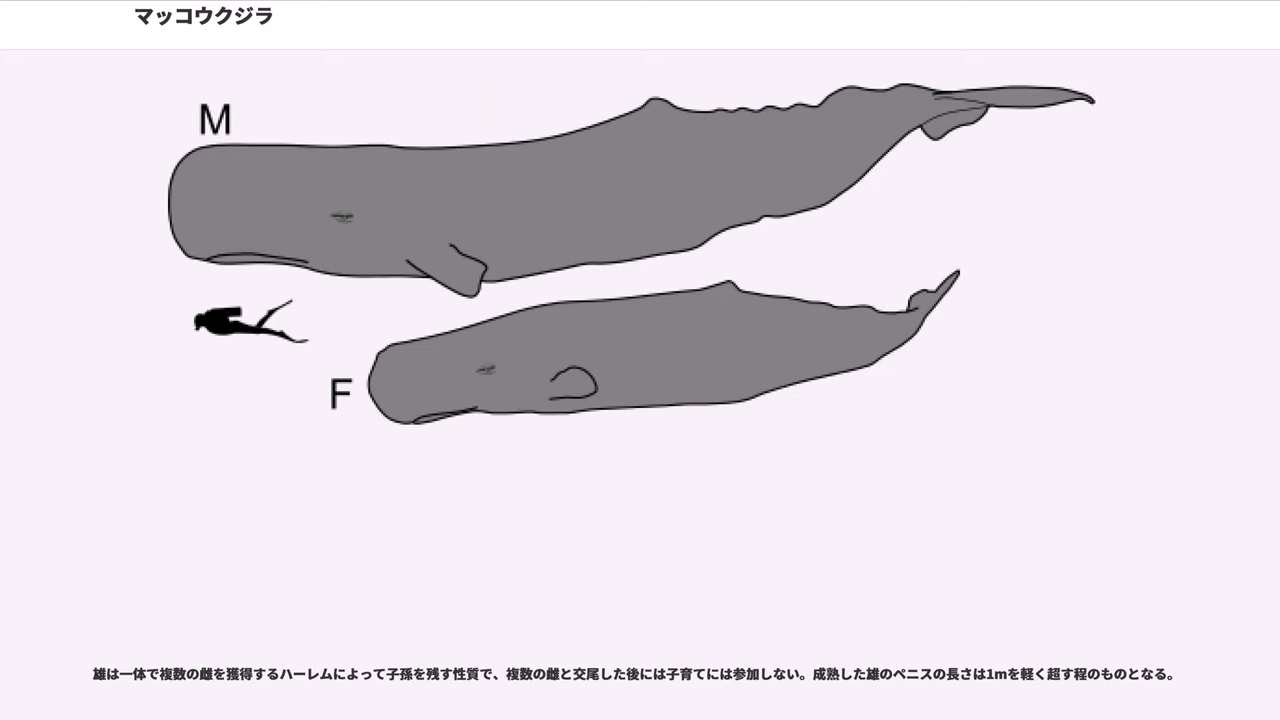 マッコウクジラ
M
F
雄は一体で複数の雌を獲得するハーレムによって子孫を残す性質で、複数の雌と交尾した後には子育てには参加しない。成熟した雄のペニスの長さは1mを軽く超す程のものとなる。